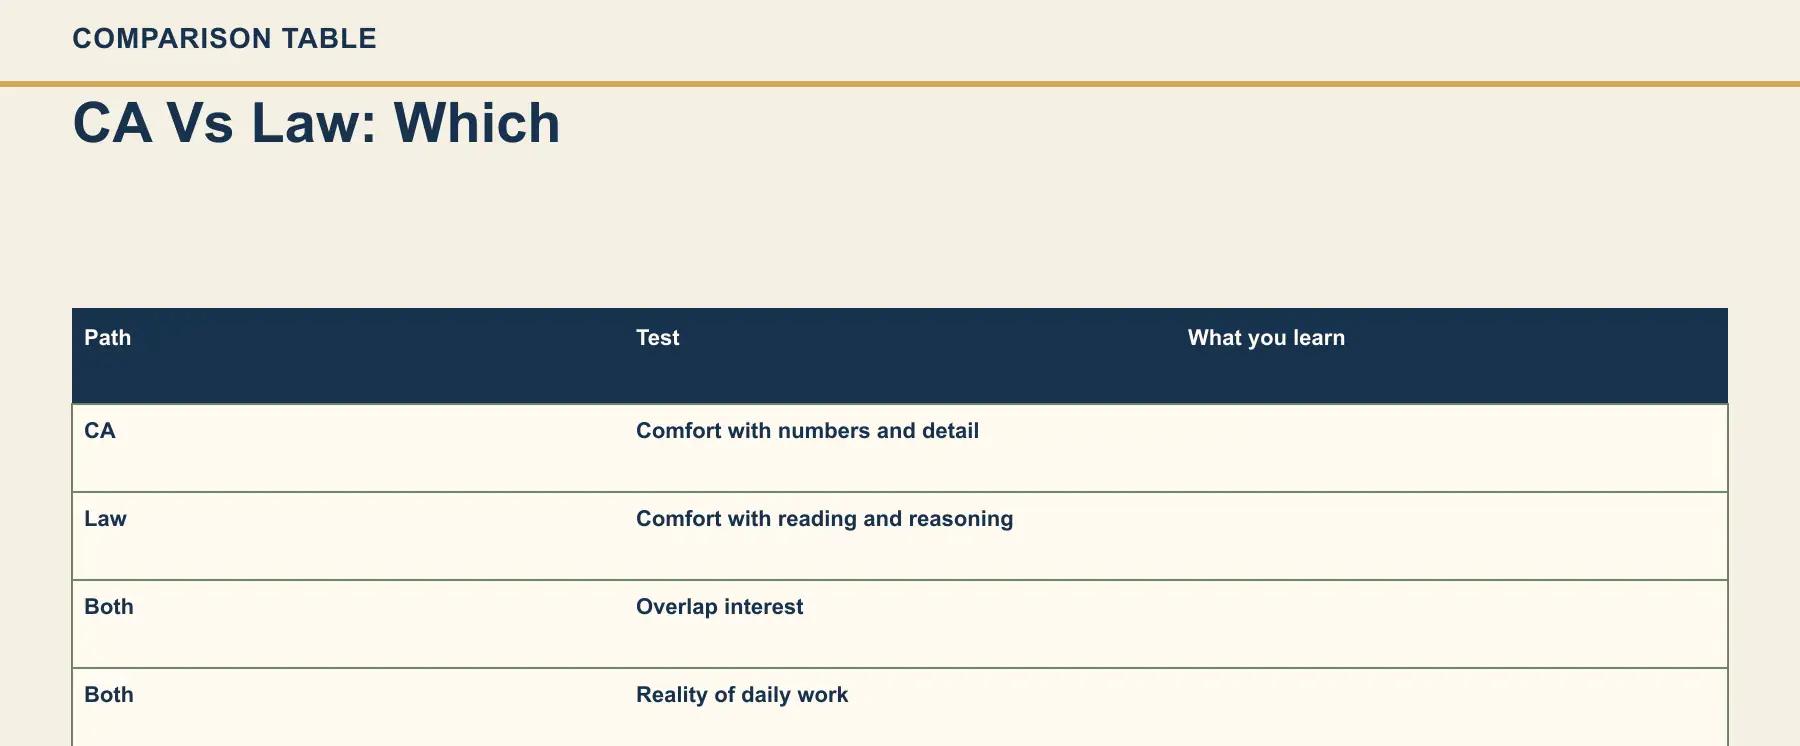 COMPARISON TABLE
CA Vs Law: Which
Path Test What you learn
CA Comfort with numbers and detail
Law Comfort with reading and reasoning
Both Overlap interest
Both Reality of daily work